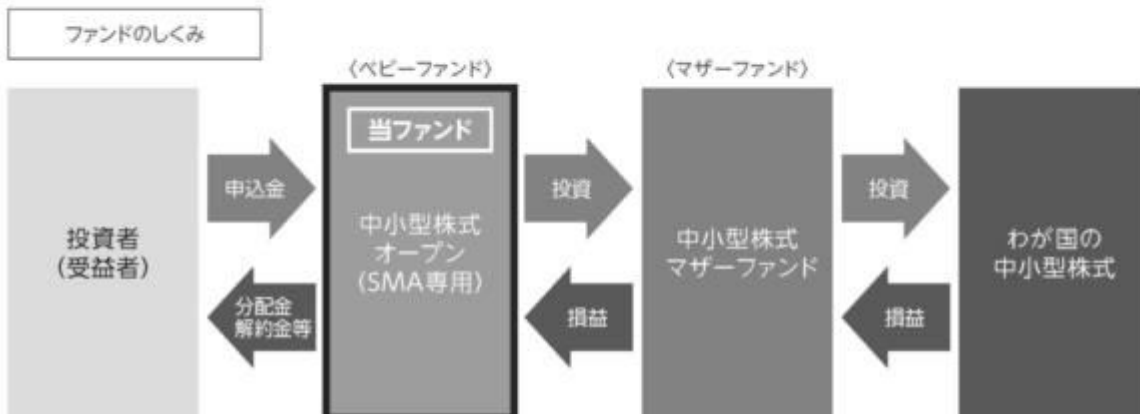 ファンドのしくみ
〈ベビーファンド〉
〈マザーファンド〉
投資者
(受益者)
申込金
分配金
解約金等
当ファンド
中小型株式
オープン
(SMA専用)
投資
損益
中小型株式
マザーファンド
投資
損益
わが国の
中小型株式